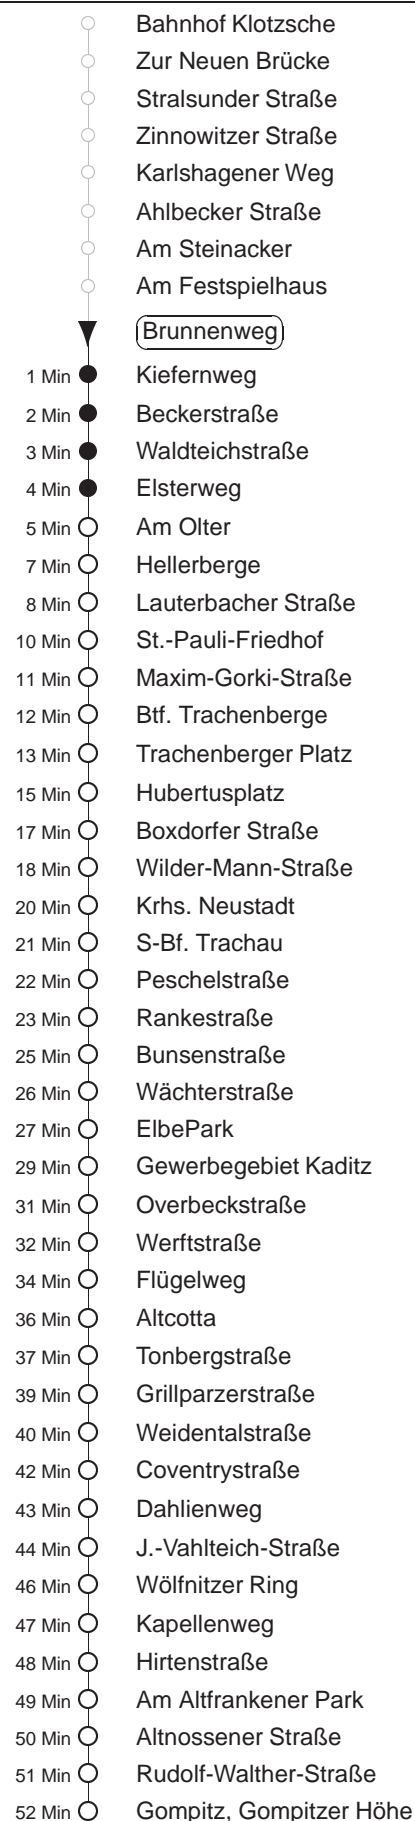 Bahnhof Klotzsche
Zur Neuen Brücke
Stralsunder Straße
Zinnowitzer Straße
Karlshagener Weg
Ahlbecker Straße
Am Steinacker
Am Festspielhaus
Brunnenweg
1 Min Kiefernweg
2 Min Beckerstraße
3 Min Waldteichstraße
4 Min Elsterweg
5 Min Am Olter
7 Min Hellerberge
8 Min Lauterbacher Straße
10 Min St.-Pauli-Friedhof
11 Min Maxim-Gorki-Straße
12 Min Btf. Trachenberge
13 Min Trachenberger Platz
15 Min Hubertusplatz
17 Min Boxdorfer Straße
18 Min Wilder-Mann-Straße
20 Min Krhs. Neustadt
21 Min S-Bf. Trachau
22 Min Peschelstraße
23 Min Rankestraße
25 Min Bunsenstraße
26 Min Wächterstraße
27 Min ElbePark
29 Min Gewerbegebiet Kaditz
31 Min Overbeckstraße
32 Min Werftstraße
34 Min Flügelweg
36 Min Altcotta
37 Min Tonbergstraße
39 Min Grillparzerstraße
40 Min Weidentalstraße
42 Min Coventrystraße
43 Min Dahlienweg
44 Min J.-Vahlteich-Straße
46 Min Wölfnitzer Ring
47 Min Kapellenweg
48 Min Hirtenstraße
49 Min Am Altfrankener Park
50 Min Altnossener Straße
51 Min Rudolf-Walther-Straße
52 Min Gompitz, Gompitzer Höhe